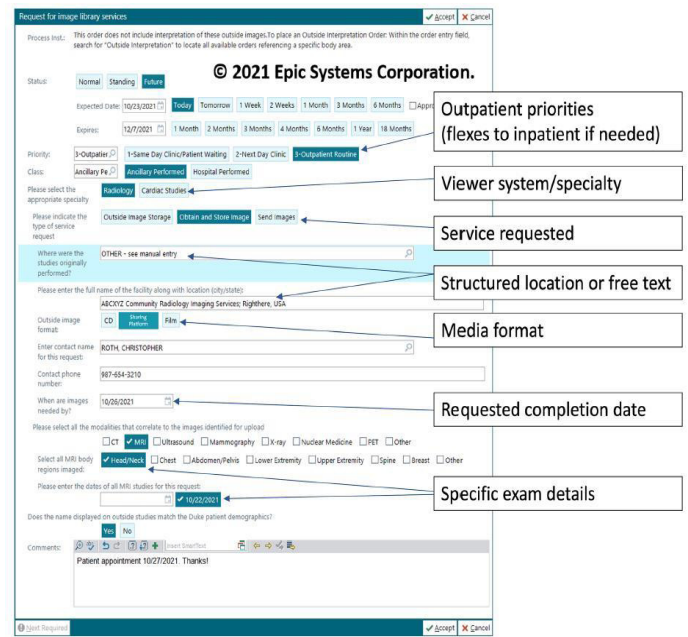 Request for image library services
Accept Cancel
Process Inst.: This order does not include interpretation of these outside images.To place an Outside Interpretation Order: Within the order entry field,
search for "Outside Interpretation" to locate all available orders referencing a specific body area.
© 2021 Epic Systems Corporation.
Status: Normal Standing Future
Expected Date: 10/23/2021 Today Tomorrow 1 Week 2 Weeks 1 Month 3 Months 6 Months
Expires: 12/7/2021 1 Month 2 Months 3 Months 4 Months 6 Months 1 Year 18 Months
Outpatient priorities
(flexes to inpatient if needed)
Priority: 3-Outpatier 1-Same Day Clinic/Patient Waiting 2-Next Day Clinic 3-Outpatient Routine
Class: Ancillary Pe Ancillary Performed Hospital Performed
Please select the
appropriate specialty
Radiology Cardiac Studies
Viewer system/specialty
Please indicate the
type of service
request
Outside Image Storage Obtain and Store Image Send Images
Service requested
Where were the
studies originally
performed?
OTHER - see manual entry
Structured location or free text
Please enter the full name of the facility along with location (city/state):
ABCXYZ Community Radiology Imaging Services; Righthere, USA
Outside image
format:
CD Sharing
Platform Film
Media format
Enter contact name
for this request:
ROTH, CHRISTOPHER
Contact phone
number:
987-654-3210
When are images
needed by?
10/26/2021
Requested completion date
Please select all the modalities that correlate to the images identified for upload
CT MRI Ultrasound Mammography X-ray Nuclear Medicine PET Other
Select all MRI body
regions imaged:
Head/Neck Chest Abdomen/Pelvis Lower Extremity Upper Extremity Spine Breast Other
Please enter the dates of all MRI studies for this request:
10/22/2021
Specific exam details
Does the name displayed on outside studies match the Duke patient demographics?
Yes No
Comments: Insert SmartText
Patient appointment 10/27/2021. Thanks!
Next Required Accept Cancel